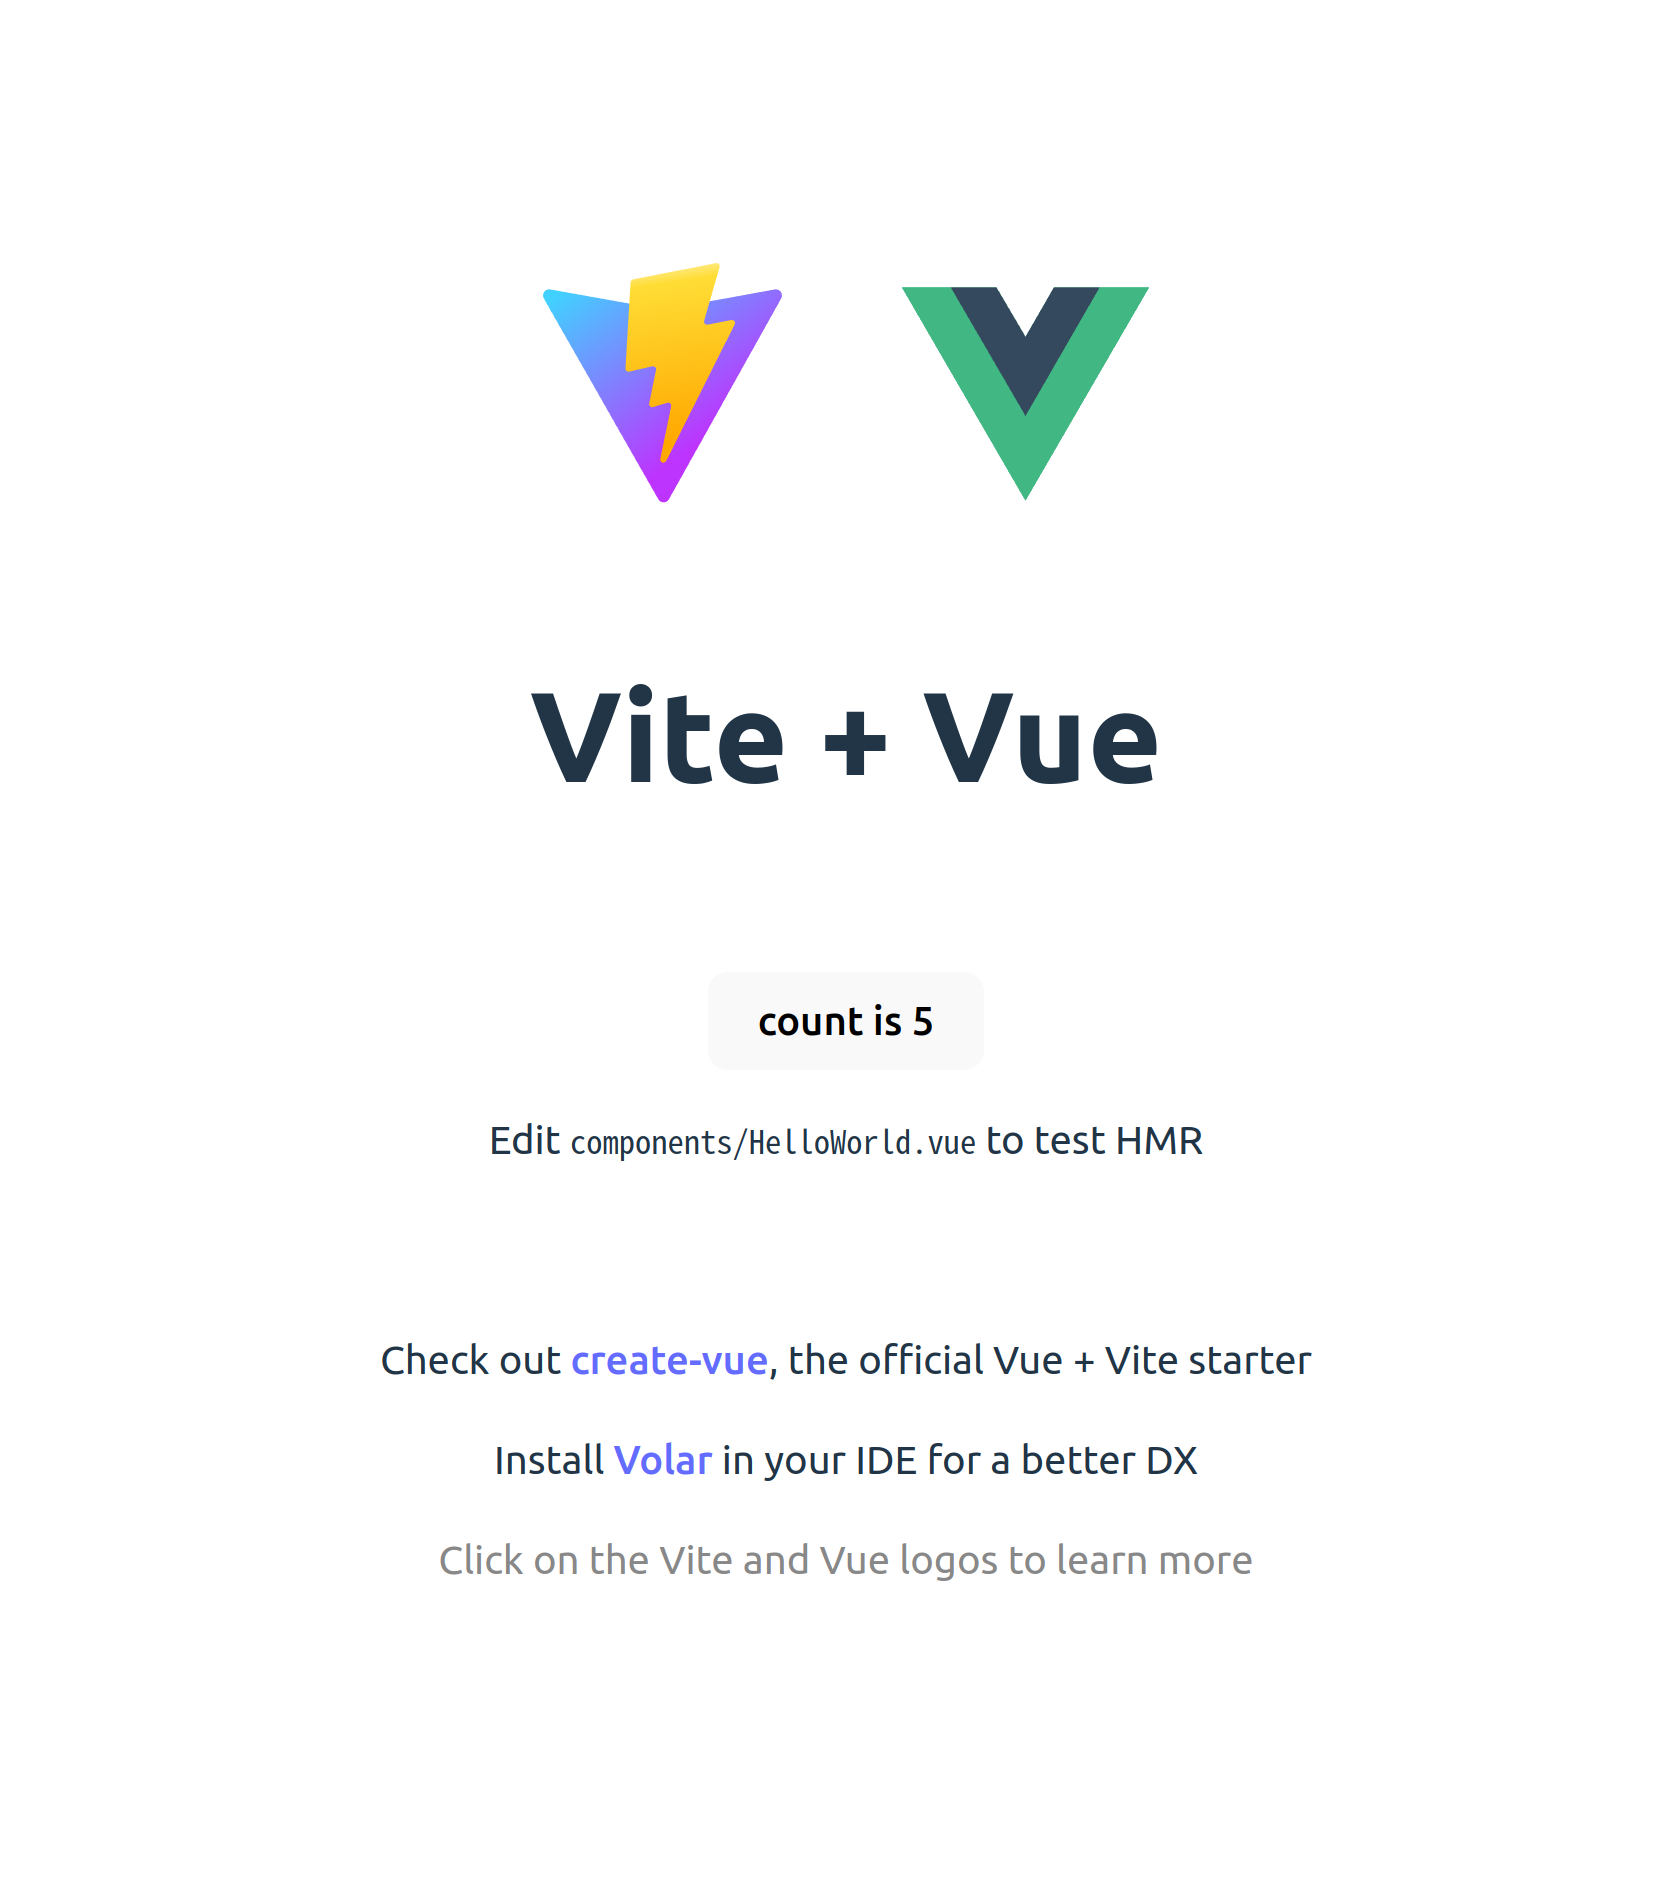 Vite + Vue
count is 5
Edit components/HelloWorld.vue to test HMR
Check out create-vue, the official Vue + Vite starter
Install Volar in your IDE for a better DX
Click on the Vite and Vue logos to learn more